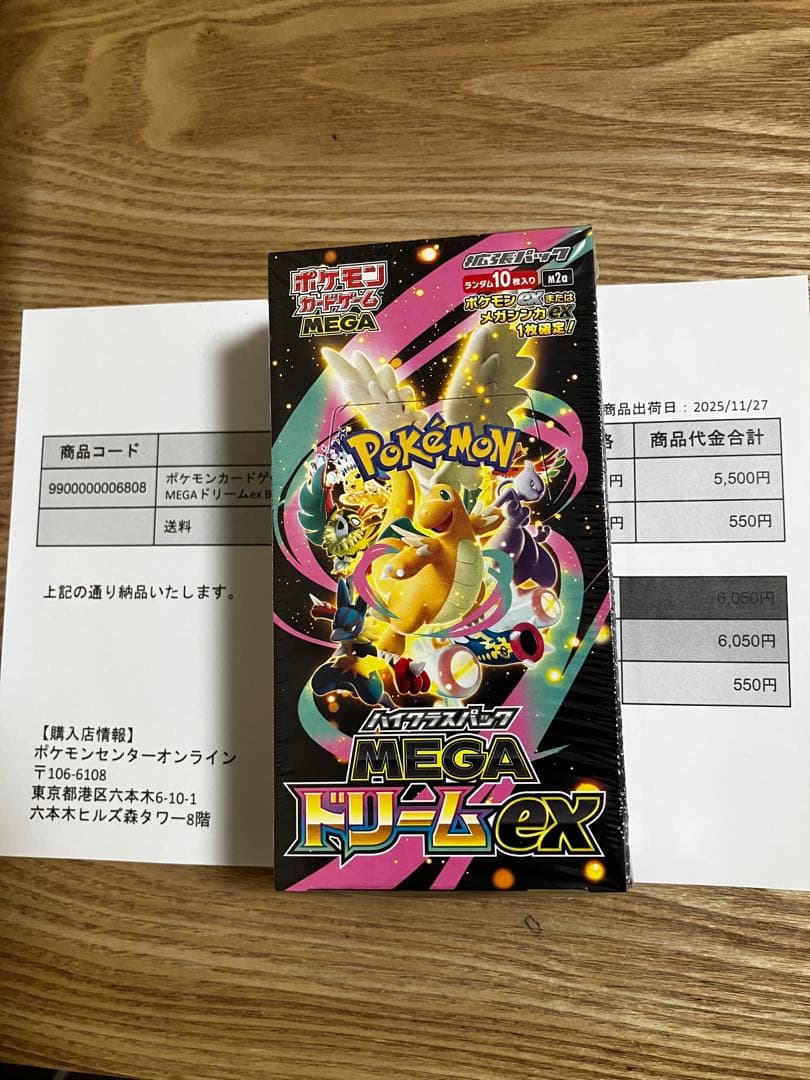 ポケモン
カードゲーム
MEGA
拡張パック
ランダム10枚入り M2a
ポケモンexまたは
メガシンカex
1枚確定!
POKéMON
ハイクラスパック
MEGA
ドリームex
商品出荷日:2025/11/27
商品コード
商品代金合計
9900000006808
ポケモンカードゲ
MEGAドリームex
円
5,500円
送料
円
550円
上記の通り納品いたします。
6,050円
6,050円
550円
【購入店情報】
ポケモンセンターオンライン
〒106-6108
東京都港区六本木6-10-1
六本木ヒルズ森タワー8階